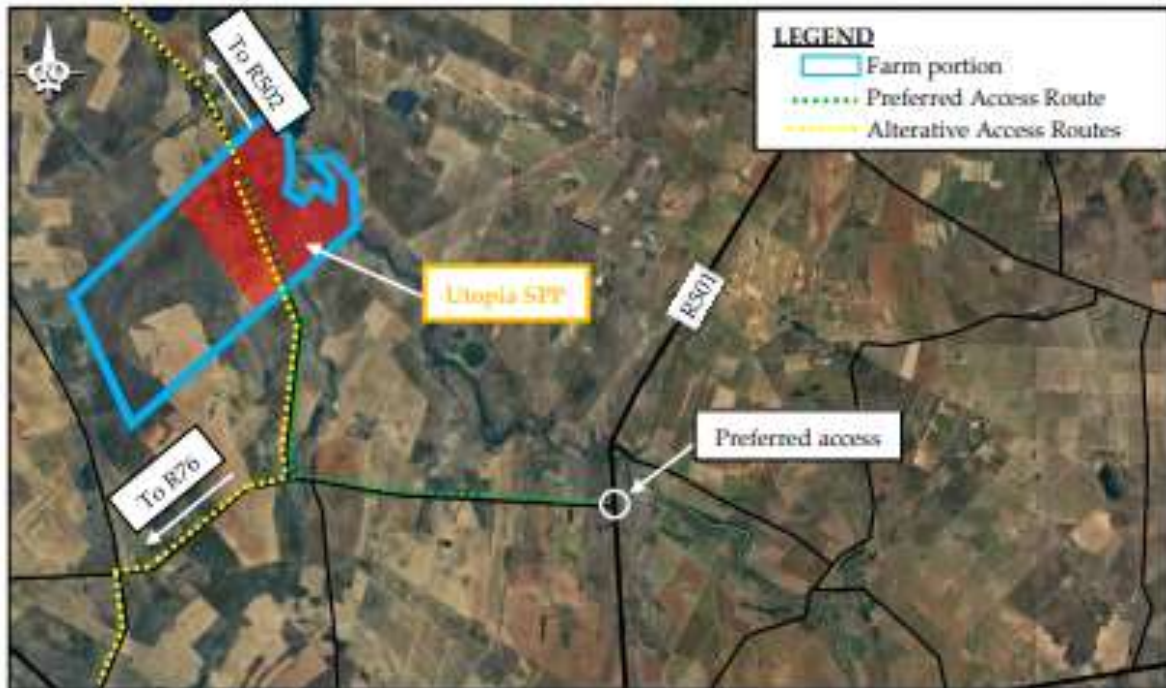 LEGEND
Farm portion
Preferred Access Route
Alterative Access Routes
To R502
Utopia SPP
R501
Preferred access
To R76